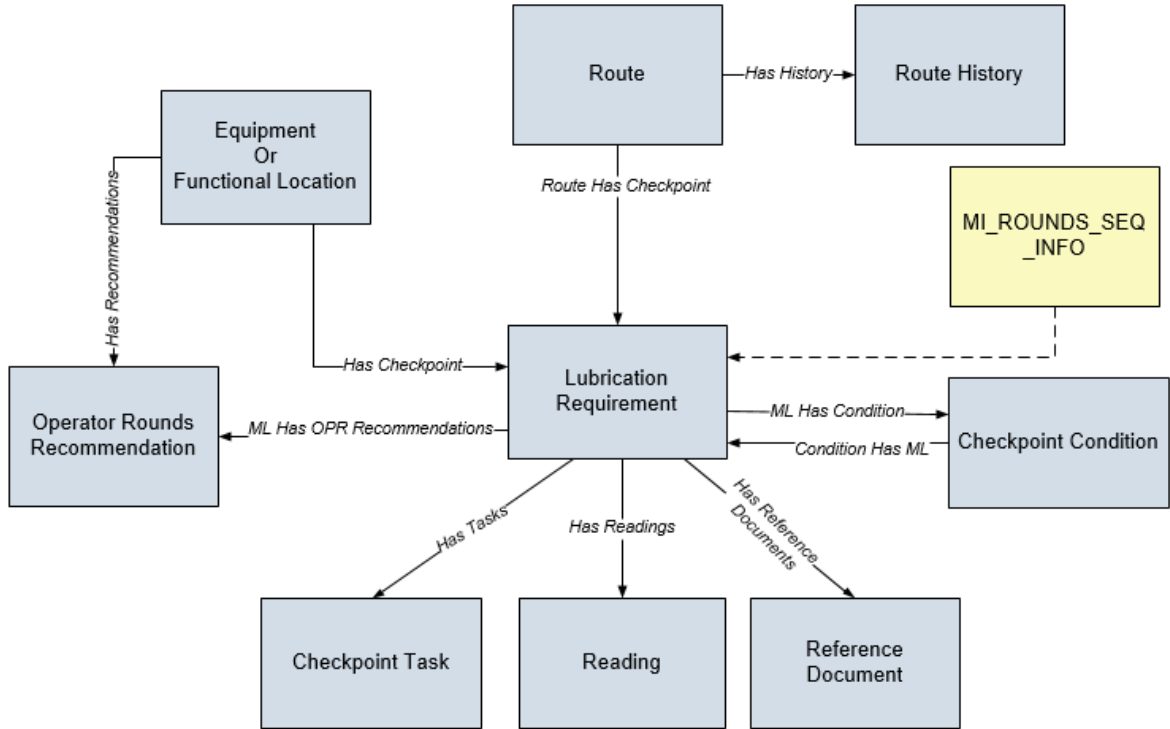 Route
Has History
Route History
Equipment
Or
Functional Location
Has Recommendations
Route Has Checkpoint
MI_ROUNDS_SEQ
_INFO
Has Checkpoint
Lubrication
Requirement
Operator Rounds
Recommendation
ML Has OPR Recommendations
ML Has Condition
Condition Has ML
Checkpoint Condition
Has Tasks
Has Readings
Has Reference
Documents
Checkpoint Task
Reading
Reference
Document